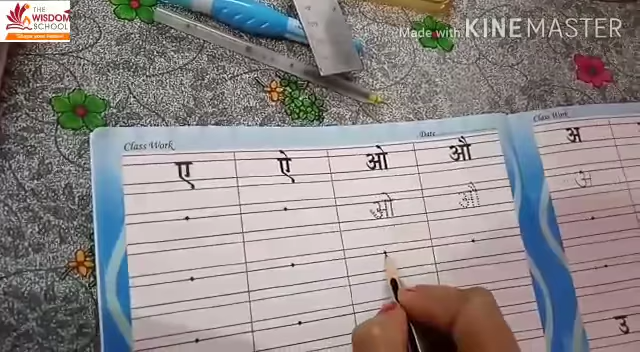 THE WISDOM SCHOOL
Made with KINEMASTER
Class Work
Date
Class Work
ए ऐ ओ औ
अ
ओ औ
अ
उ